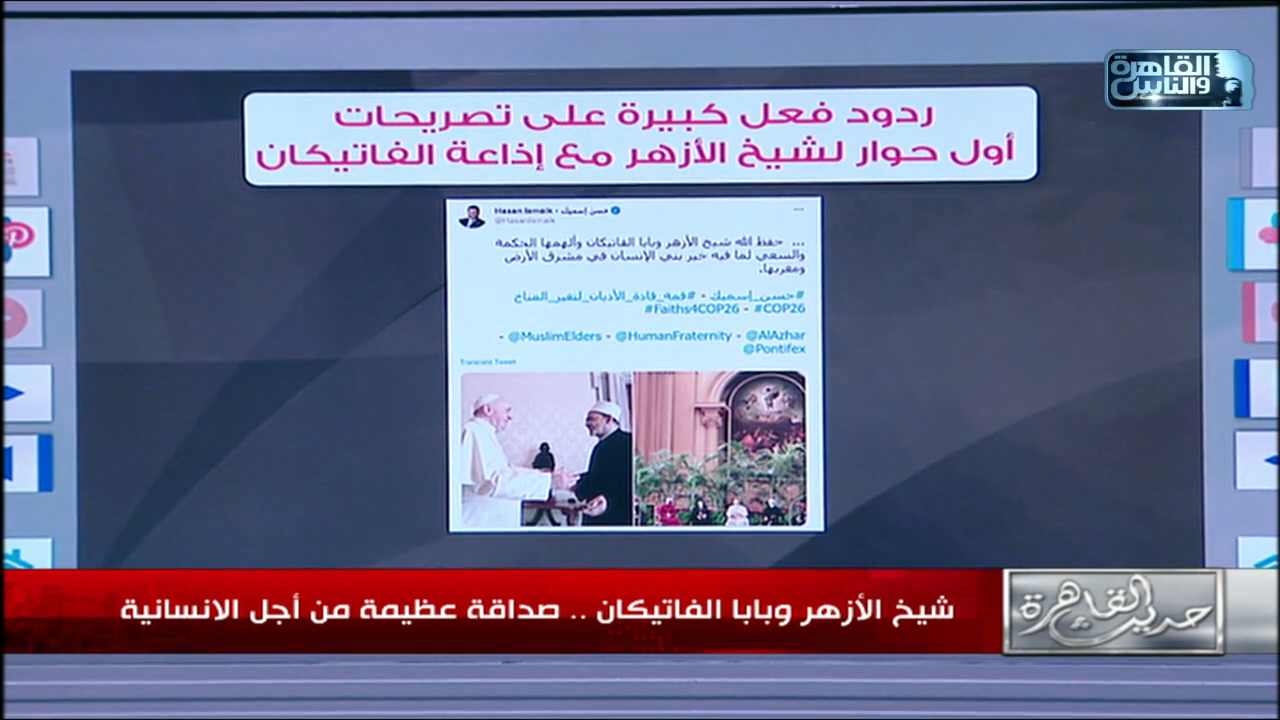 القاهرة
والناس
ردود فعل كبيرة على تصريحات
أول حوار لشيخ الأزهر مع إذاعة الفاتيكان
Hasan Ismaik · حسن إسميك
@HasanIsmaik
... حفظ الله شيخ الأزهر وبابا الفاتيكان وألهمها الحكمة
والسعي لما فيه خير بني الإنسان في مشرق الأرض
ومغربها.
#حسن_إسميك - #قمة_قادة_الأديان_لتغير_المناخ
#Faiths4COP26 - #COP26
- @MuslimElders - @HumanFraternity - @AlAzhar
@Pontifex
Translate Tweet
شيخ الأزهر وبابا الفاتيكان .. صداقة عظيمة من أجل الانسانية
حديث القاهرة